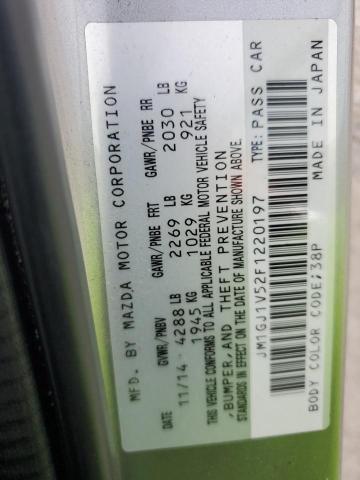 MFD. BY MAZDA MOTOR CORPORATION
GVWR/PNBV GAWR/PNBE FRT GAWR/PNBE RR
11/14 4288 LB 2269 LB 2030 LB
1945 KG 1029 KG 921 KG
THIS VEHICLE CONFORMS TO ALL APPLICABLE FEDERAL MOTOR VEHICLE SAFETY
,BUMPER,AND THEFT PREVENTION
STANDARDS IN EFFECT ON THE DATE OF MANUFACTURE SHOWN ABOVE.
JM1GJ1V52F1220197 TYPE: PASS CAR
BODY COLOR CODE/38P MADE IN JAPAN